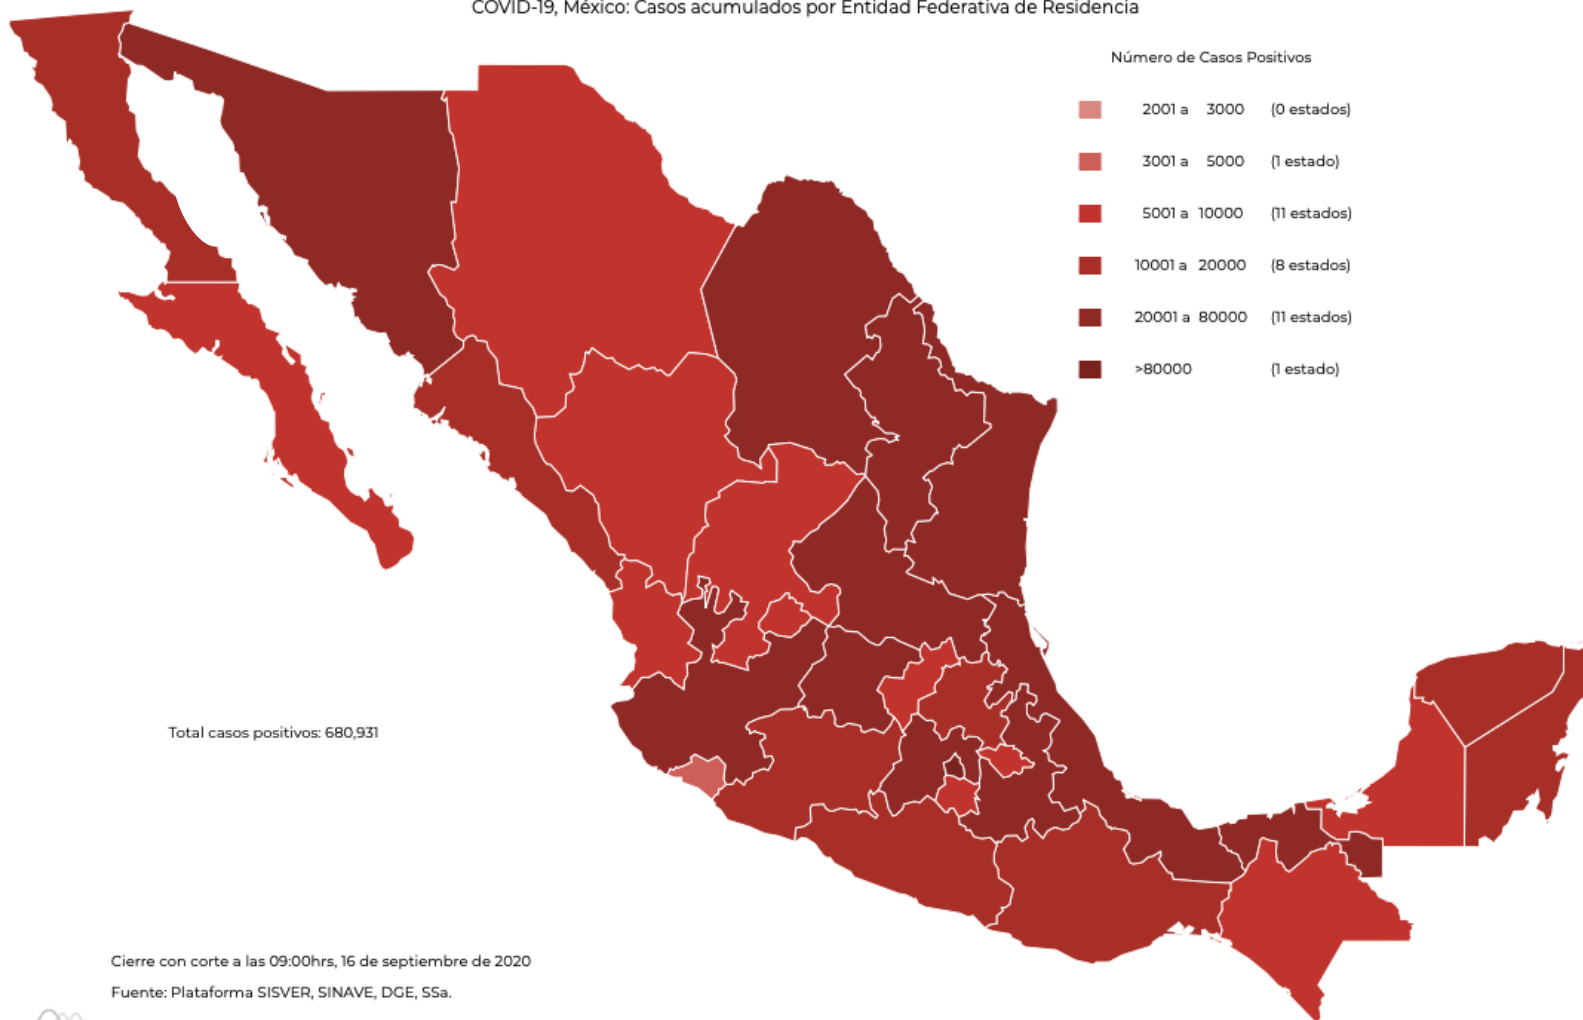 COVID-19, México: Casos acumulados por Entidad Federativa de Residencia
Número de Casos Positivos
2001 a 3000 (0 estados)
3001 a 5000 (1 estado)
5001 a 10000 (11 estados)
10001 a 20000 (8 estados)
20001 a 80000 (11 estados)
>80000 (1 estado)
Total casos positivos: 680,931
Cierre con corte a las 09:00hrs, 16 de septiembre de 2020
Fuente: Plataforma SISVER, SINAVE, DGE, SSa.